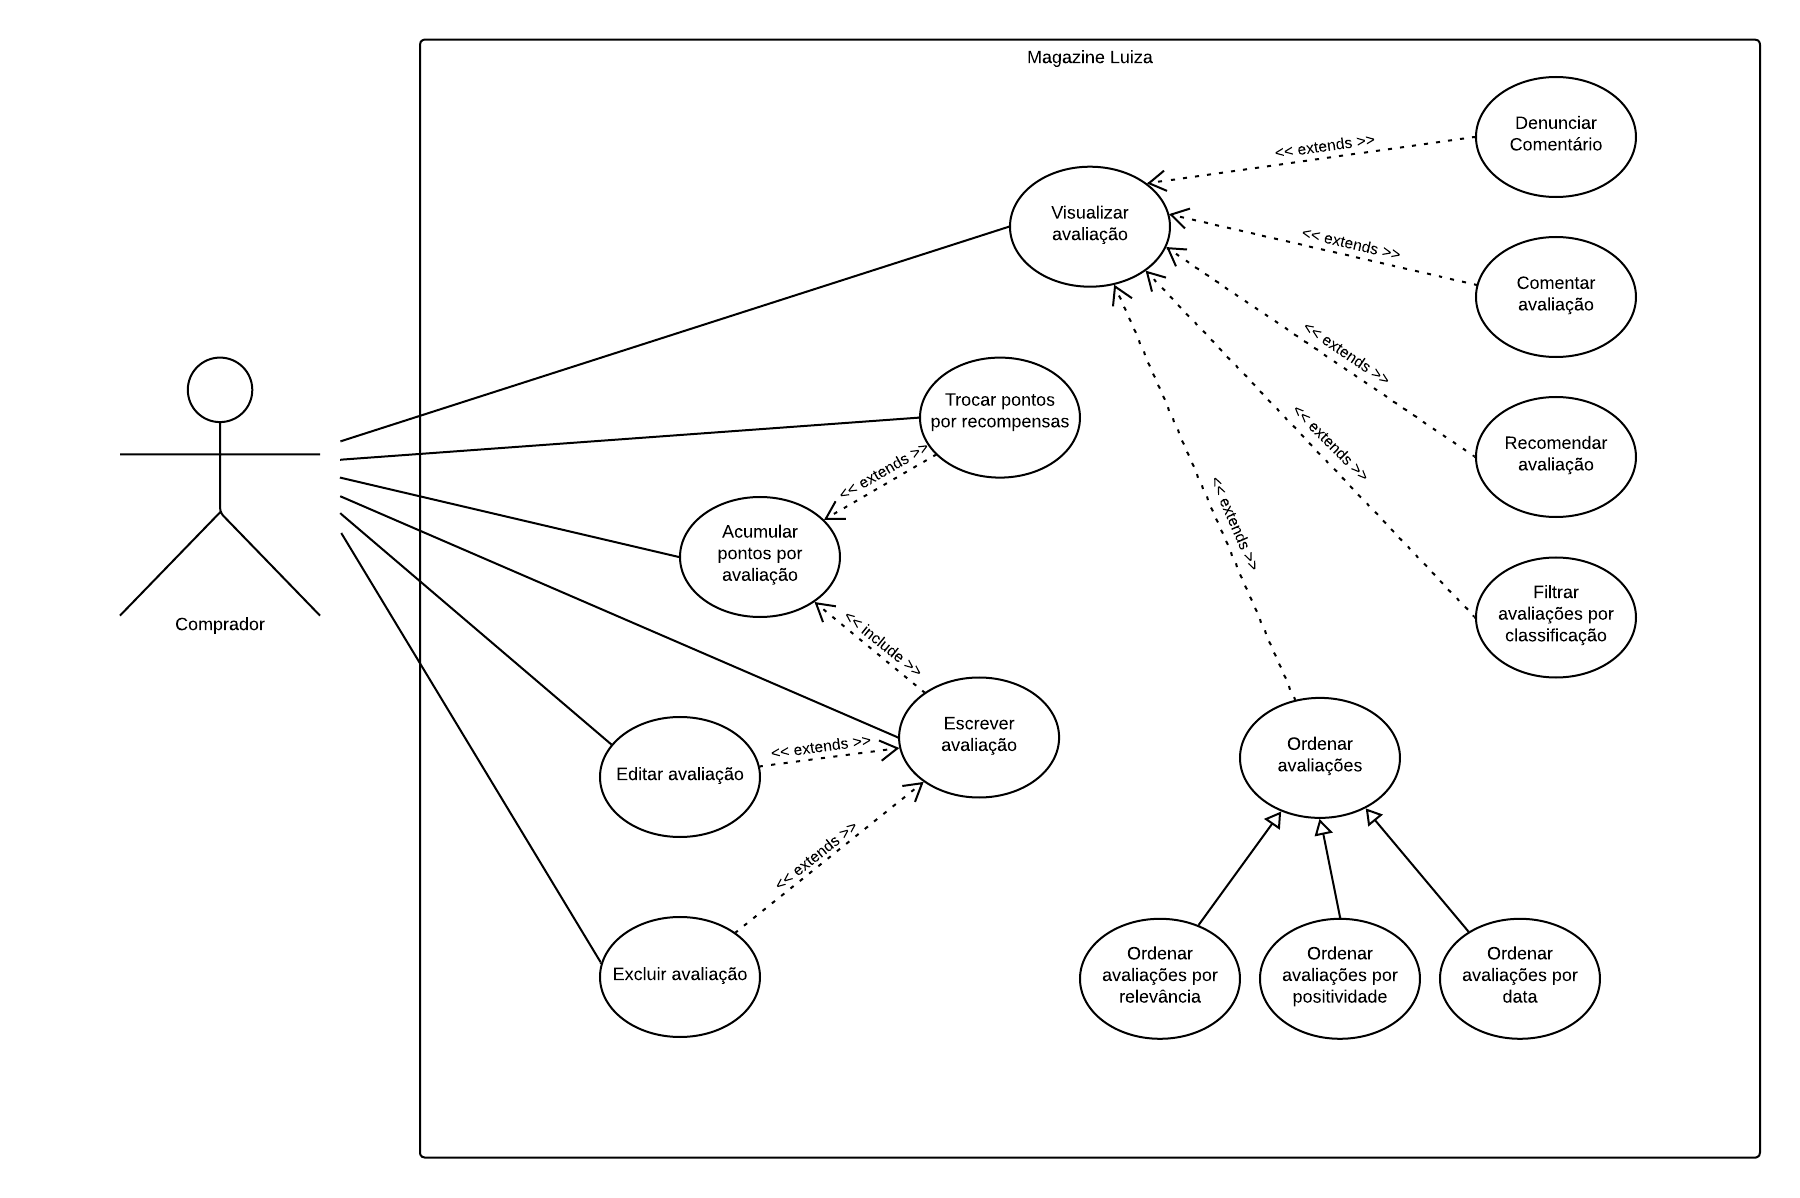 Magazine Luiza
Denunciar
Comentário
<< extends >>
Visualizar
avaliação
<< extends >>
Comentar
avaliação
<< extends >>
Trocar pontos
por recompensas
Recomendar
avaliação
<< extends >>
<< extends >>
<< extends >>
Acumular
pontos por
avaliação
Comprador
<< include >>
Filtrar
avaliações por
classificação
Escrever
avaliação
<< extends >>
Editar avaliação
Ordenar
avaliações
<< extends >>
Excluir avaliação
Ordenar
avaliações por
relevância
Ordenar
avaliações por
positividade
Ordenar
avaliações por
data